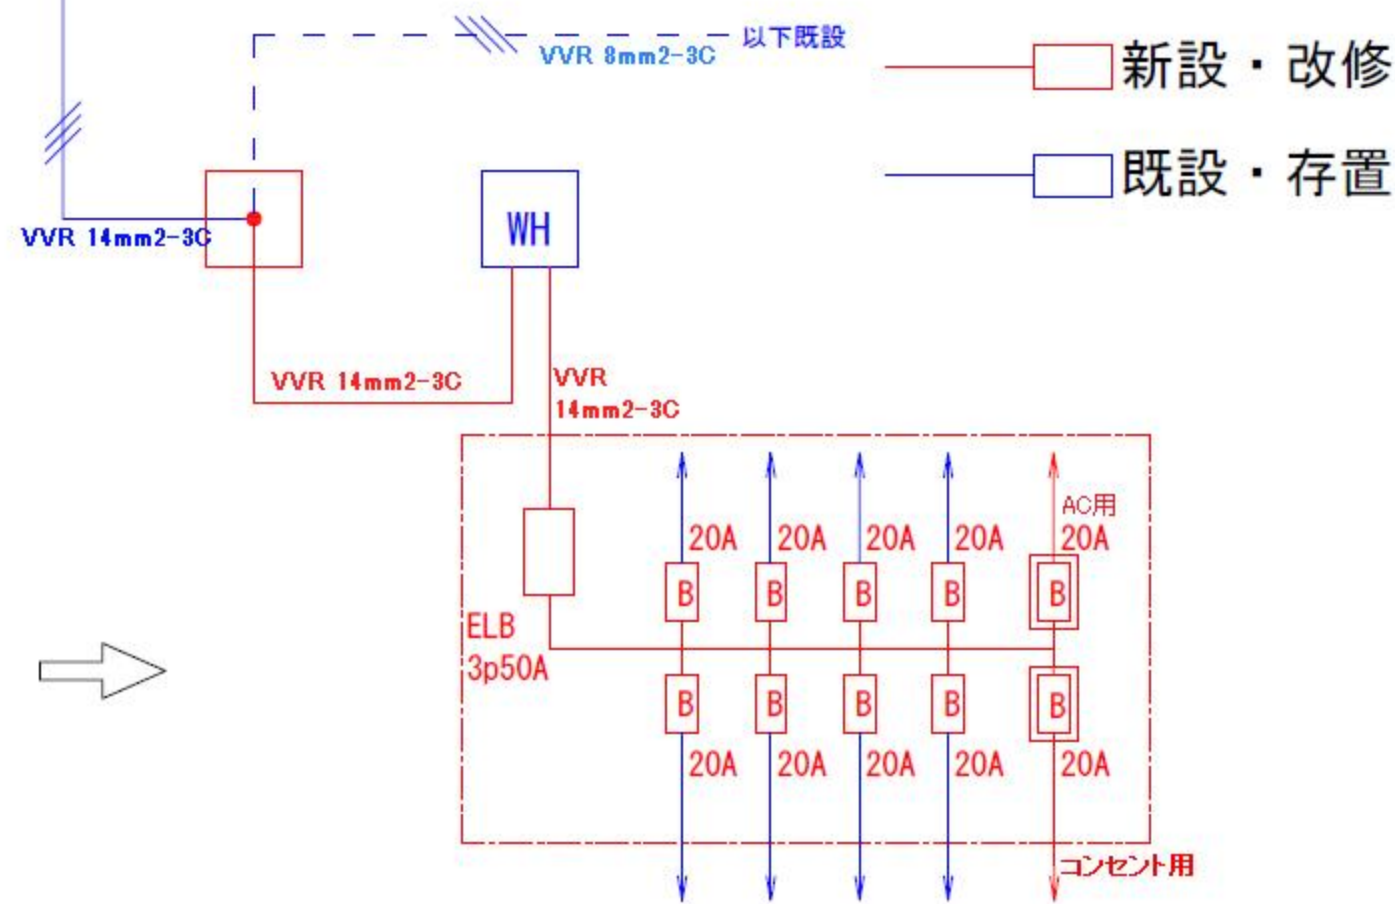 以下既設
VVR 8mm2-3C
新設・改修
既設・存置
VVR 14mm2-3C
WH
VVR 14mm2-3C
VVR
14mm2-3C
AC用
20A 20A 20A 20A 20A
B B B B B
ELB
3p50A
B B B B B
20A 20A 20A 20A 20A
コンセント用